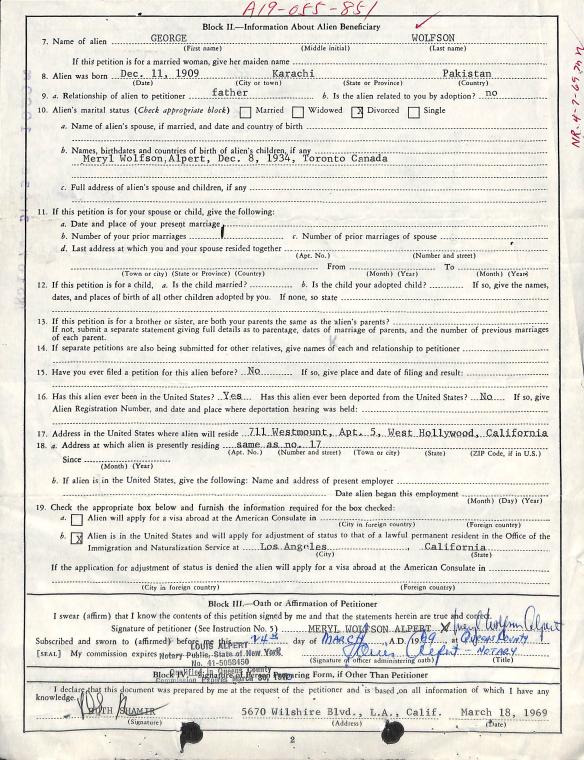 A19-055-851
Block II.—Information About Alien Beneficiary
7. Name of alien GEORGE WOLFSON
(First name) (Middle initial) (Last name)
If this petition is for a married woman, give her maiden name
8. Alien was born Dec. 11, 1909 Karachi Pakistan
(Date) (City or town) (State or Province) (Country)
9. a. Relationship of alien to petitioner father b. Is the alien related to you by adoption? no
10. Alien's marital status (Check appropriate block) Married Widowed X Divorced Single
a. Name of alien's spouse, if married, and date and country of birth
b. Names, birthdates and countries of birth of alien's children, if any
Meryl Wolfson,Alpert, Dec. 8, 1934, Toronto Canada
c. Full address of alien's spouse and children, if any
11. If this petition is for your spouse or child, give the following:
a. Date and place of your present marriage
b. Number of your prior marriages c. Number of prior marriages of spouse
d. Last address at which you and your spouse resided together
(Apt. No.) (Number and street)
From To
(Town or city) (State or Province) (Country) (Month) (Year) (Month) (Year)
12. If this petition is for a child, a. Is the child married? b. Is the child your adopted child? If so, give the names,
dates, and places of birth of all other children adopted by you. If none, so state
13. If this petition is for a brother or sister, are both your parents the same as the alien's parents?
If not, submit a separate statement giving full details as to parentage, dates of marriage of parents, and the number of previous marriages
of each parent.
14. If separate petitions are also being submitted for other relatives, give names of each and relationship to petitioner
15. Have you ever filed a petition for this alien before? No If so, give place and date of filing and result:
16. Has this alien ever been in the United States? Yes Has this alien ever been deported from the United States? No If so, give
Alien Registration Number, and date and place where deportation hearing was held:
17. Address in the United States where alien will reside 711 Westmount, Apt. 5, West Hollywood, California
18. a. Address at which alien is presently residing same as no. 17
(Apt. No.) (Number and street) (Town or city) (State) (ZIP Code, if in U.S.)
Since
(Month) (Year)
b. If alien is in the United States, give the following: Name and address of present employer
Date alien began this employment
(Month) (Day) (Year)
19. Check the appropriate box below and furnish the information required for the box checked:
a. Alien will apply for a visa abroad at the American Consulate in
(City in foreign country) (Foreign country)
b. X Alien is in the United States and will apply for adjustment of status to that of a lawful permanent resident in the Office of the
Immigration and Naturalization Service at Los Angeles , California
(City) (State)
If the application for adjustment of status is denied the alien will apply for a visa abroad at the American Consulate in
(City in foreign country) (Foreign country)
Block III.—Oath or Affirmation of Petitioner
I swear (affirm) that I know the contents of this petition signed by me and that the statements herein are true and correct.
Signature of petitioner (See Instruction No. 5) MERYL WOLFSON ALPERT X Meryl Wolfson Alpert
Subscribed and sworn to (affirmed) before me this 24th day of MARCH , A.D. 19 69 at QUEENS COUNTY
LOUIS ALPERT
[SEAL] My commission expires Notary Public, State of New York. Louis Alpert - NOTARY
No. 41-5058450 (Signature of officer administering oath) (Title)
Qualified in Queens County
Commission Expires March 30,
Block IV.—Signature of Person Preparing Form, if Other Than Petitioner
I declare that this document was prepared by me at the request of the petitioner and is based on all information of which I have any
knowledge.
RUTH SHAMIR 5670 Wilshire Blvd., L.A., Calif. March 18, 1969
(Signature) (Address) (Date)
2